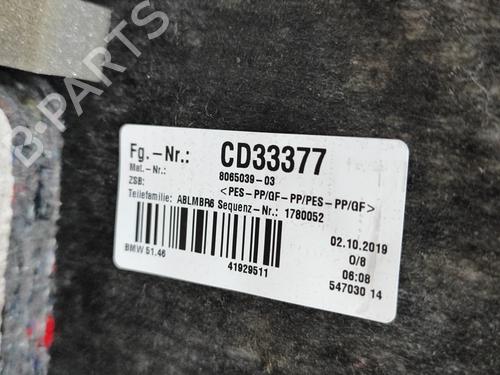 B-PARTS
Fg.-Nr.: CD33377
Mat.-Nr.: 8065039-03
ZSB: <PES-PP/GF-PP/PES-PP/GF>
Teilefamilie: ABLMBR6 Sequenz-Nr.: 1780052
02.10.2019
0/8
BMW 51.46
41929511
06:08
547030 14